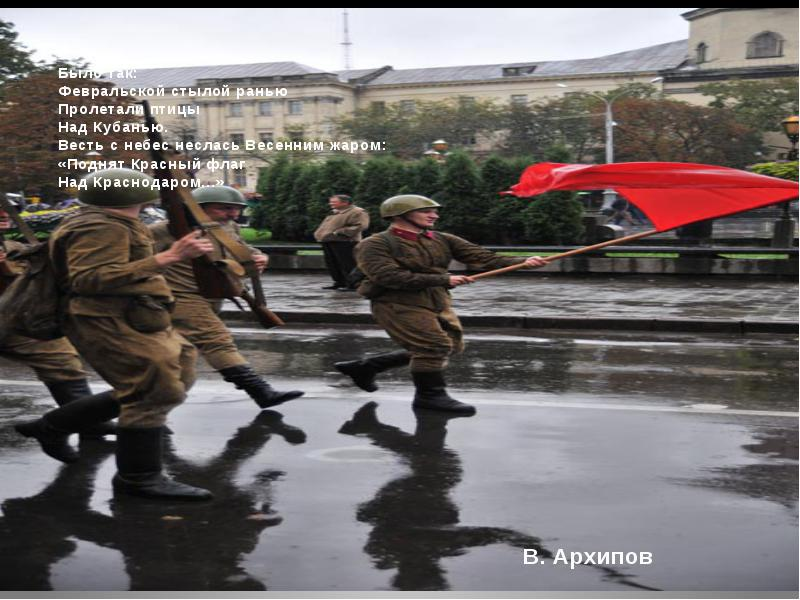 Было так:
Февральской стылой ранью
Пролетали птицы
Над Кубанью.
Весть с небес неслась Весенним жаром:
«Поднят Красный флаг
Над Краснодаром…»
В. Архипов